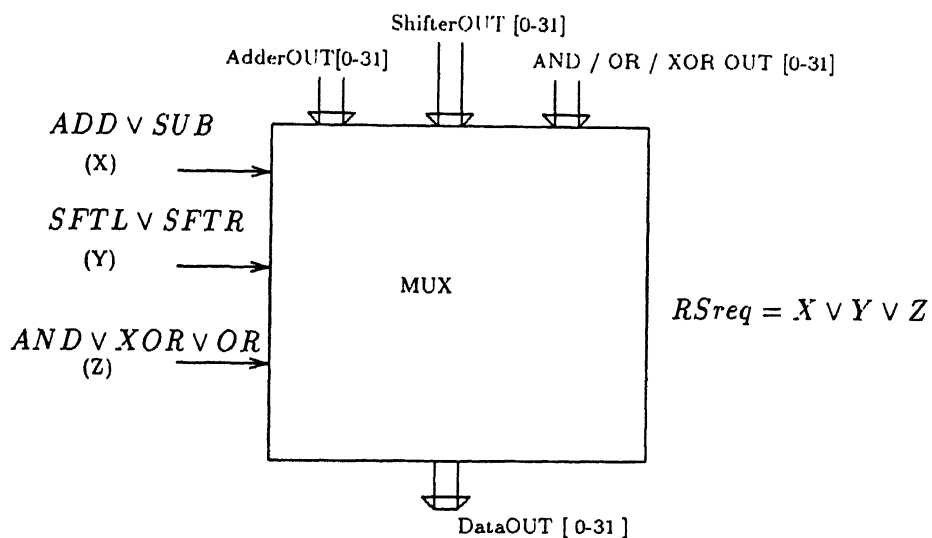 ShifterOUT [0-31]
AdderOUT[0-31]
AND / OR / XOR OUT [0-31]
ADD ∨ SUB
(X)
SFTL ∨ SFTR
(Y)
MUX
RSreq = X ∨ Y ∨ Z
AND ∨ XOR ∨ OR
(Z)
DataOUT [ 0-31 ]